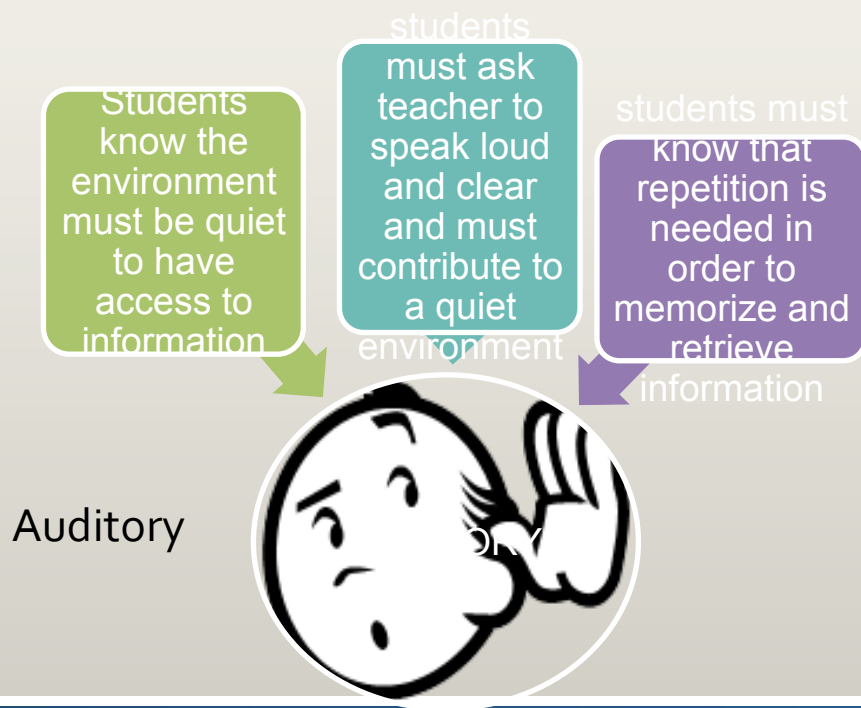 Students
know the
environment
must be quiet
to have
access to
information
students
must ask
teacher to
speak loud
and clear
and must
contribute to
a quiet
environment
students must
know that
repetition is
needed in
order to
memorize and
retrieve
information
Auditory